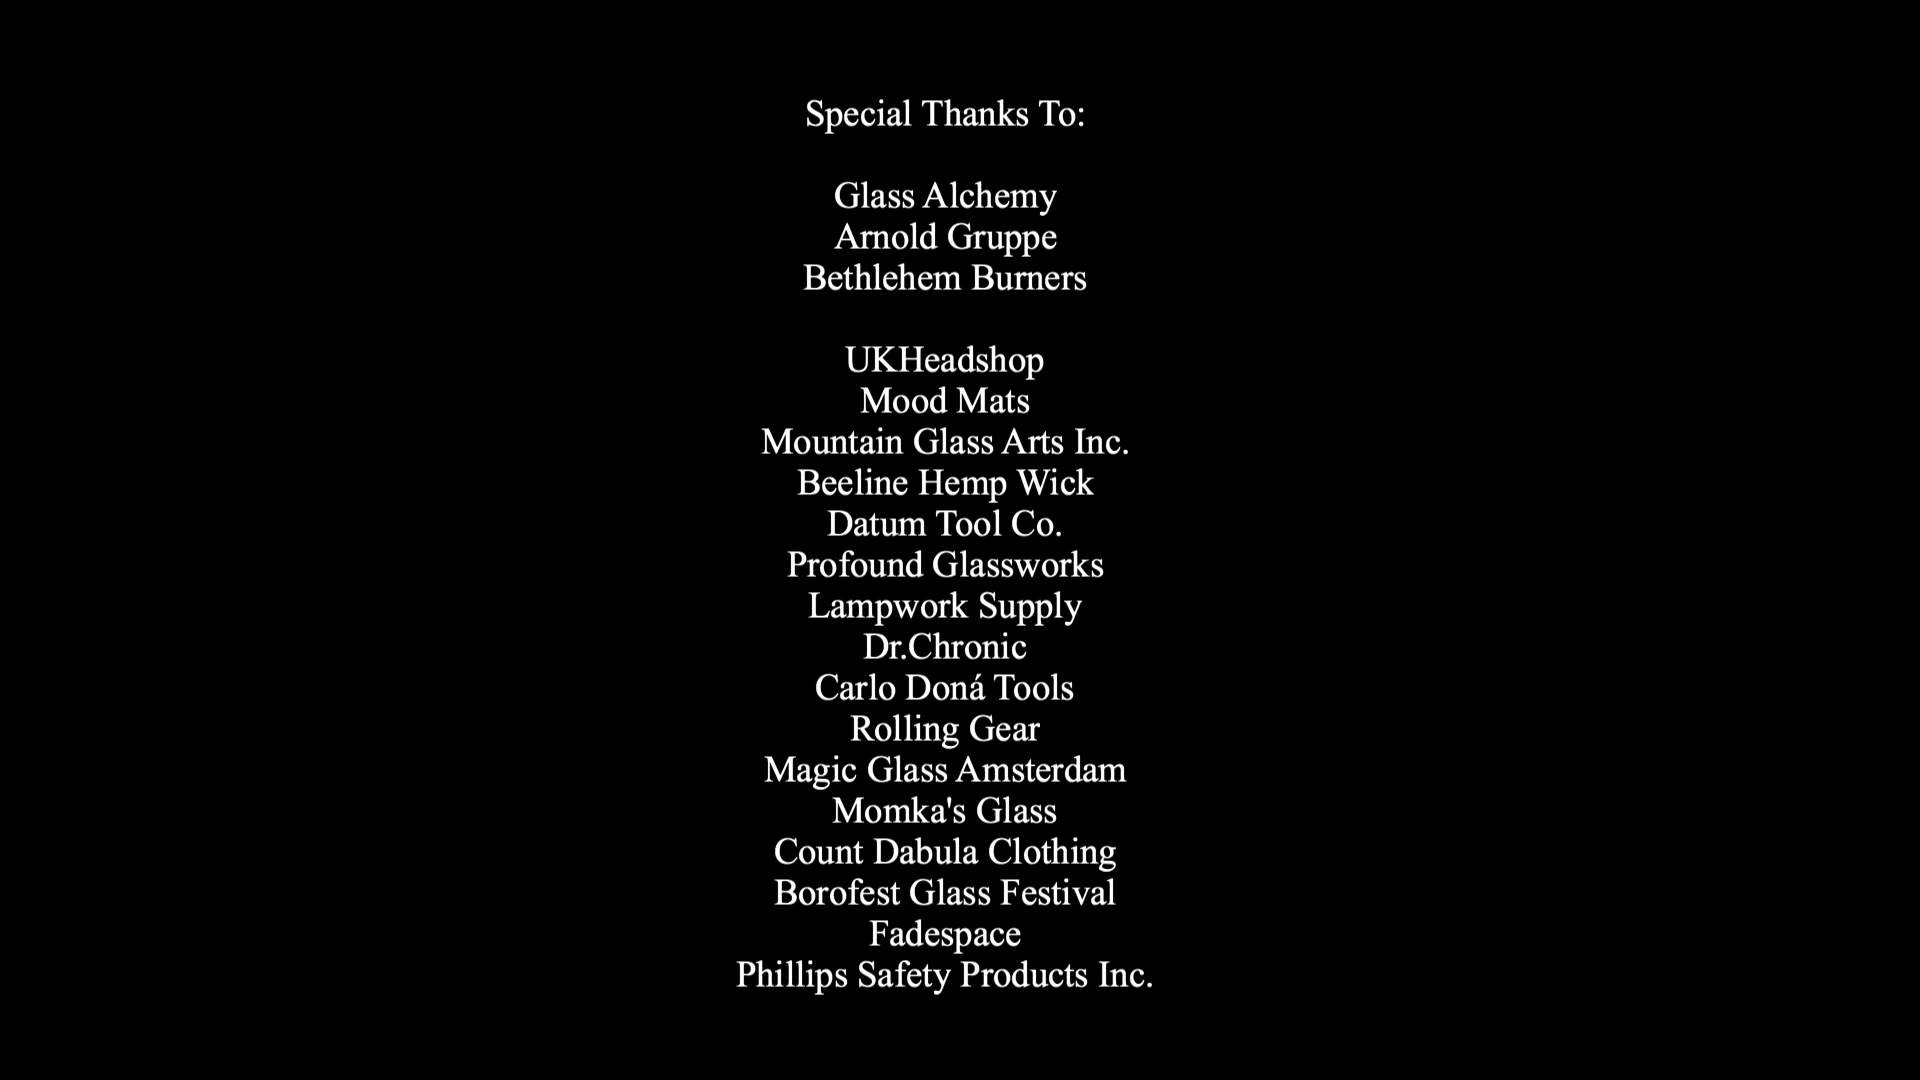 Special Thanks To:
Glass Alchemy
Arnold Gruppe
Bethlehem Burners
UKHeadshop
Mood Mats
Mountain Glass Arts Inc.
Beeline Hemp Wick
Datum Tool Co.
Profound Glassworks
Lampwork Supply
Dr.Chronic
Carlo Doná Tools
Rolling Gear
Magic Glass Amsterdam
Momka's Glass
Count Dabula Clothing
Borofest Glass Festival
Fadespace
Phillips Safety Products Inc.